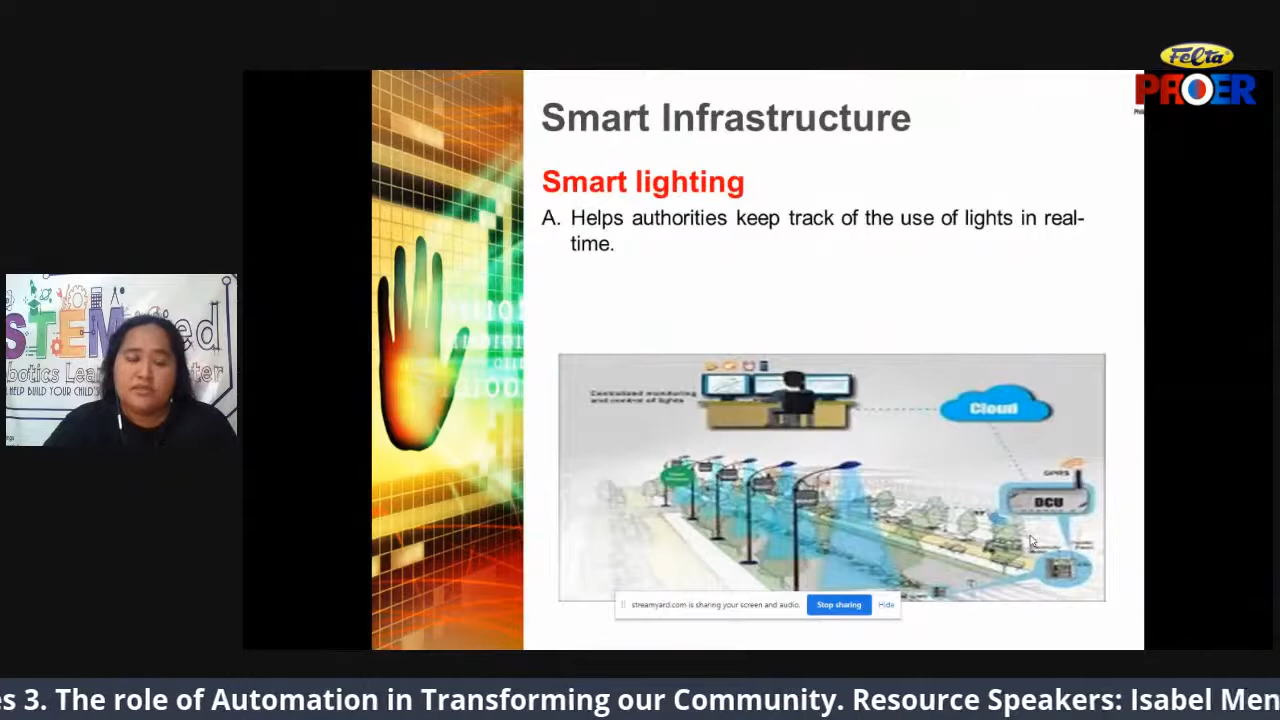 Felta
PROER
Smart Infrastructure
Smart lighting
A. Helps authorities keep track of the use of lights in real-
time.
Centralized monitoring
and control of lights
Cloud
GPRS
DCU
streamyard.com is sharing your screen and audio.
Stop sharing
Hide
es 3. The role of Automation in Transforming our Community. Resource Speakers: Isabel Men